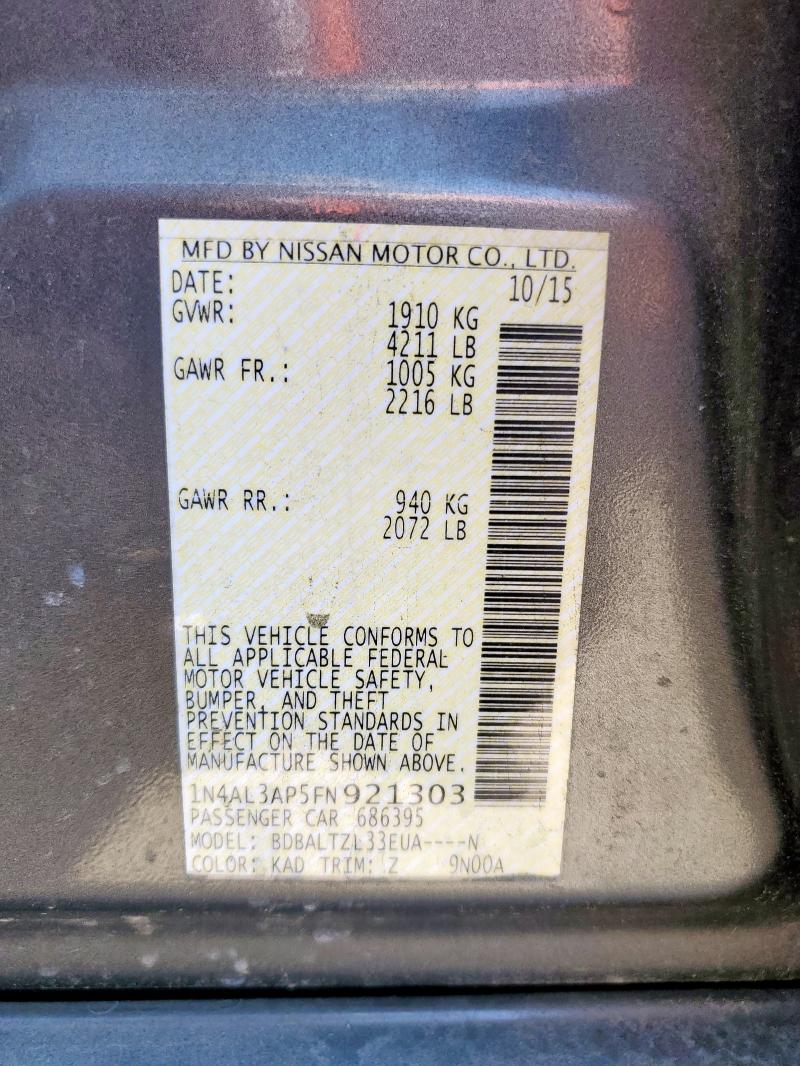 MFD BY NISSAN MOTOR CO., LTD.
DATE: 10/15
GVWR: 1910 KG
4211 LB
GAWR FR.: 1005 KG
2216 LB
GAWR RR.: 940 KG
2072 LB
THIS VEHICLE CONFORMS TO
ALL APPLICABLE FEDERAL
MOTOR VEHICLE SAFETY,
BUMPER, AND THEFT
PREVENTION STANDARDS IN
EFFECT ON THE DATE OF
MANUFACTURE SHOWN ABOVE.
1N4AL3AP5FN921303
PASSENGER CAR 686395
MODEL: BDBALTZL33EUA----N
COLOR: KAD TRIM: Z 9N00A